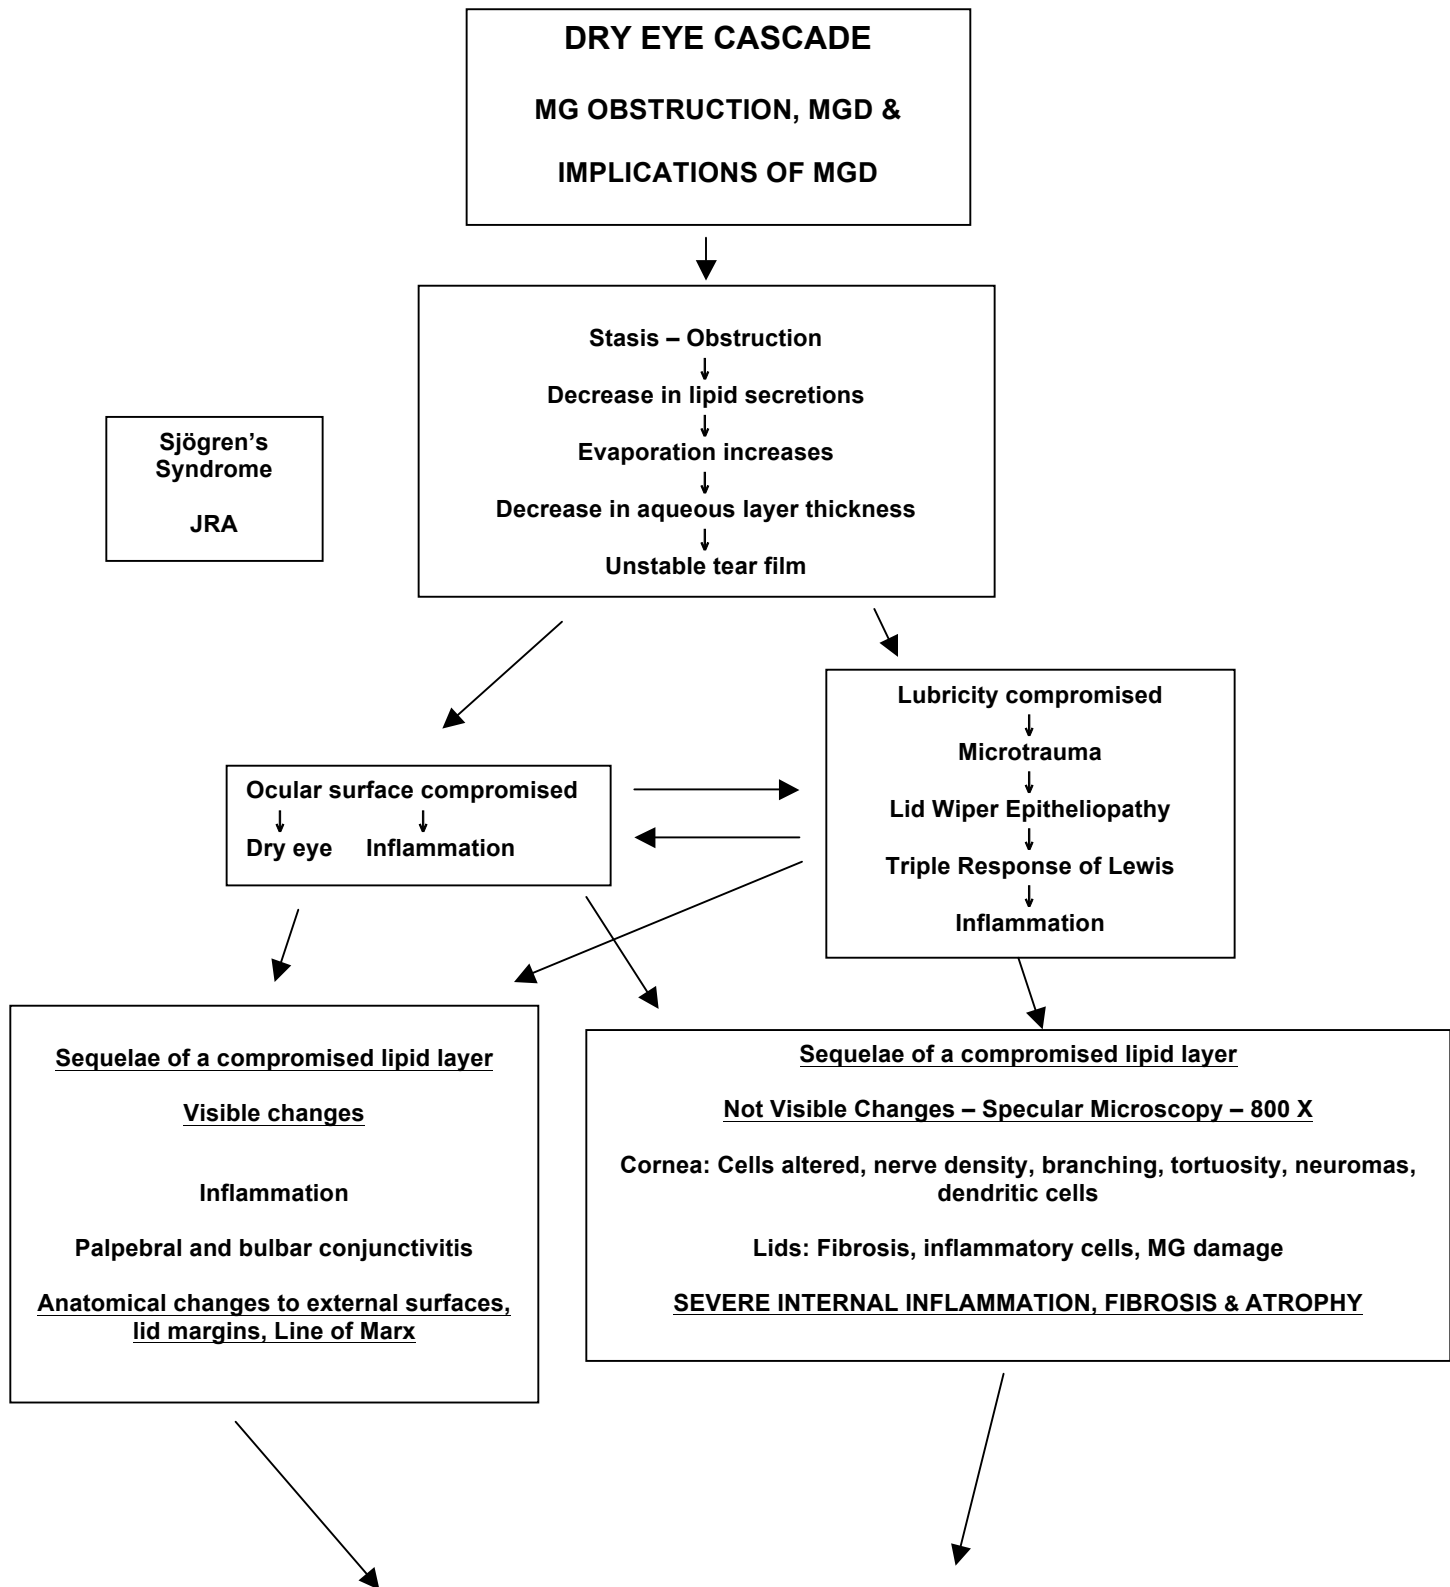 DRY EYE CASCADE
MG OBSTRUCTION, MGD &
IMPLICATIONS OF MGD
Stasis – Obstruction
Decrease in lipid secretions
Evaporation increases
Decrease in aqueous layer thickness
Unstable tear film
Sjögren’s
Syndrome
JRA
Lubricity compromised
Microtrauma
Lid Wiper Epitheliopathy
Triple Response of Lewis
Inflammation
Ocular surface compromised
Dry eye Inflammation
Sequelae of a compromised lipid layer
Visible changes
Inflammation
Palpebral and bulbar conjunctivitis
Anatomical changes to external surfaces,
lid margins, Line of Marx
Sequelae of a compromised lipid layer
Not Visible Changes – Specular Microscopy – 800 X
Cornea: Cells altered, nerve density, branching, tortuosity, neuromas,
dendritic cells
Lids: Fibrosis, inflammatory cells, MG damage
SEVERE INTERNAL INFLAMMATION, FIBROSIS & ATROPHY